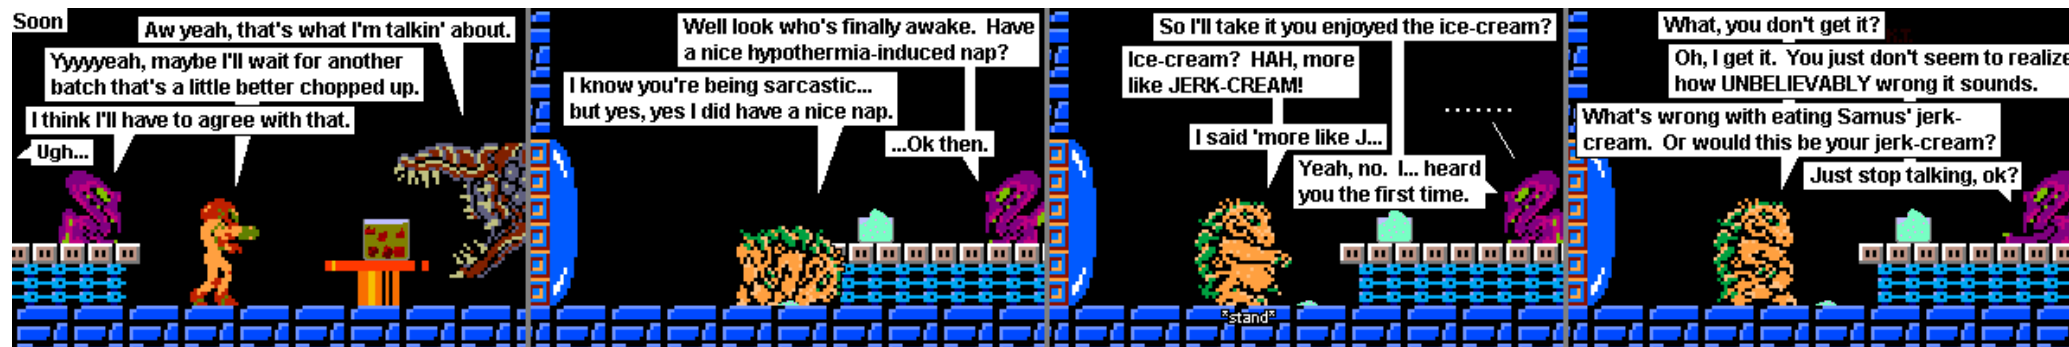 Soon
Aw yeah, that's what I'm talkin' about.
Yyyyyeah, maybe I'll wait for another
batch that's a little better chopped up.
I think I'll have to agree with that.
Ugh...
Well look who's finally awake. Have
a nice hypothermia-induced nap?
I know you're being sarcastic...
but yes, yes I did have a nice nap.
...Ok then.
So I'll take it you enjoyed the ice-cream?
Ice-cream? HAH, more
like JERK-CREAM!
.......
I said 'more like J...
Yeah, no. I... heard
you the first time.
*stand*
What, you don't get it?
Oh, I get it. You just don't seem to realize
how UNBELIEVABLY wrong it sounds.
What's wrong with eating Samus' jerk-
cream. Or would this be your jerk-cream?
Just stop talking, ok?